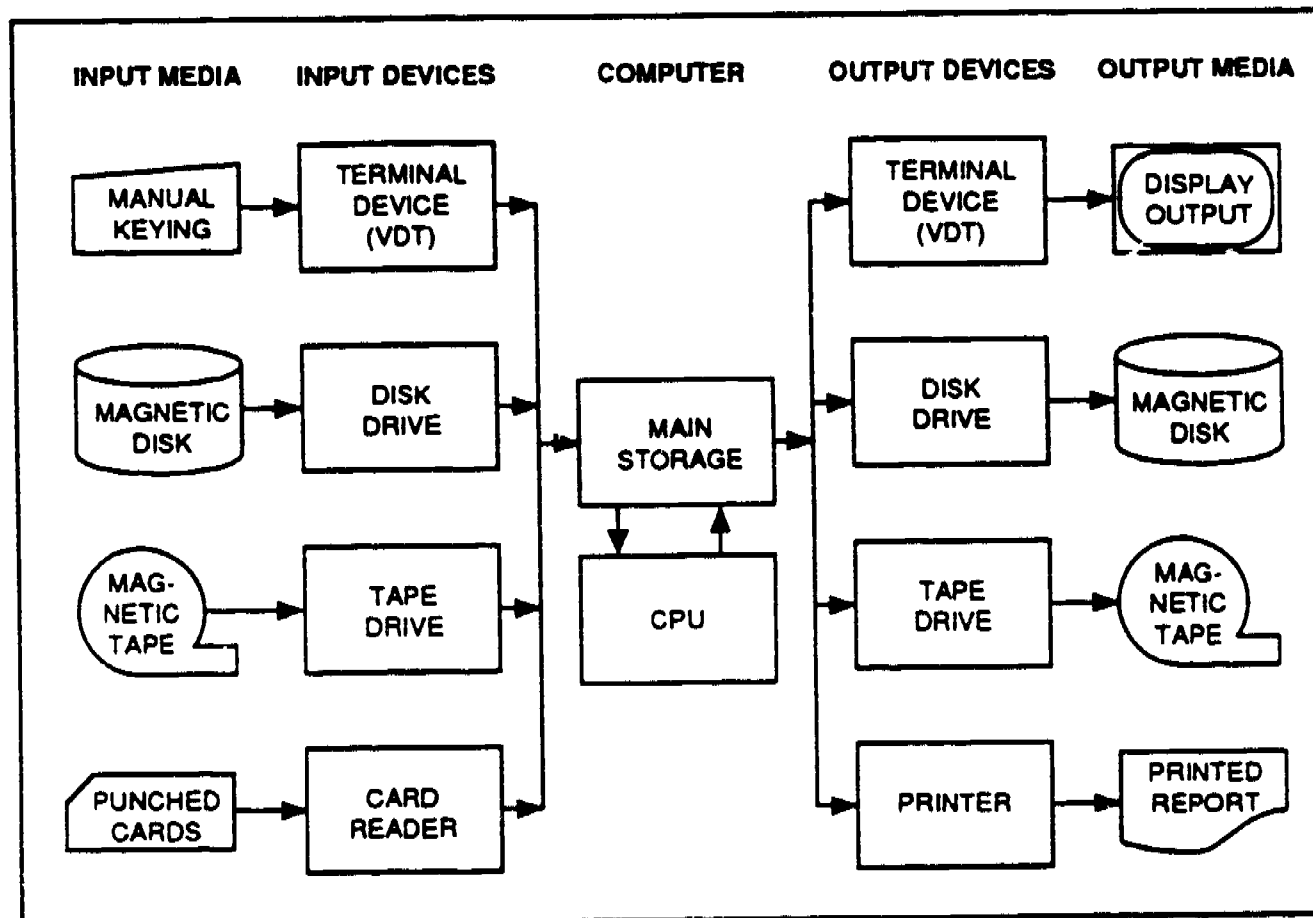 INPUT MEDIA
INPUT DEVICES
COMPUTER
OUTPUT DEVICES
OUTPUT MEDIA
MANUAL
KEYING
TERMINAL
DEVICE
(VDT)
TERMINAL
DEVICE
(VDT)
DISPLAY
OUTPUT
MAGNETIC
DISK
DISK
DRIVE
MAIN
STORAGE
DISK
DRIVE
MAGNETIC
DISK
MAG-
NETIC
TAPE
TAPE
DRIVE
CPU
TAPE
DRIVE
MAG-
NETIC
TAPE
PUNCHED
CARDS
CARD
READER
PRINTER
PRINTED
REPORT